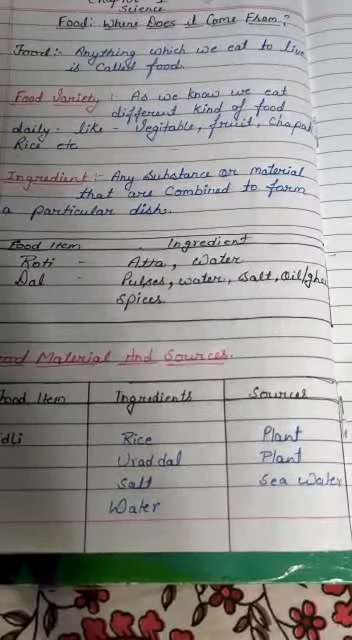 Science
Food: Where Does it Come From?
Food:- Anything which we eat to live
is called food.
Food Variety: As we know we eat
different kind of food
daily. like - Vegitable, fruit, Chapa
Rice etc
Ingredient:- Any substance or material
that are combined to form
a particular dish.
Food Item Ingredient
Roti - Atta, Water
Dal - Pulses, water, Salt, Oil/ghee
Spices.
ood Material And Sources.
Food Item Ingredients Sources
idli Rice Plant
Urad dal Plant
Salt Sea Water
Water